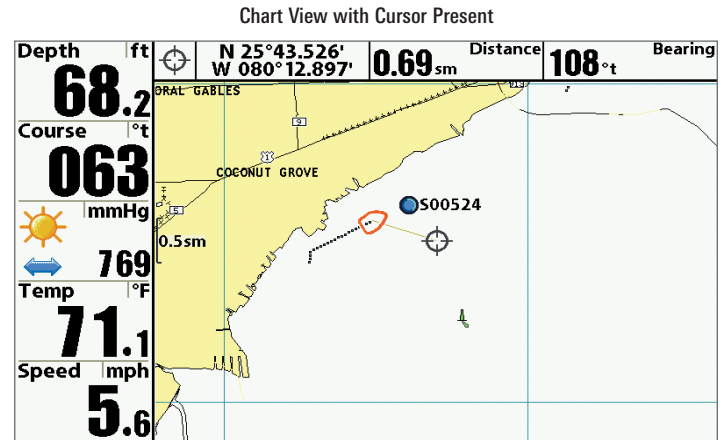 Chart View with Cursor Present
Depth ft
68.2
N 25°43.526'
W 080°12.897'
Distance
0.69 sm
Bearing
108 °t
Course °t
063
mmHg
769
Temp °F
71.1
Speed mph
5.6
ORAL GABLES
9
1
COCONUT GROVE
5
0.5sm
S00524